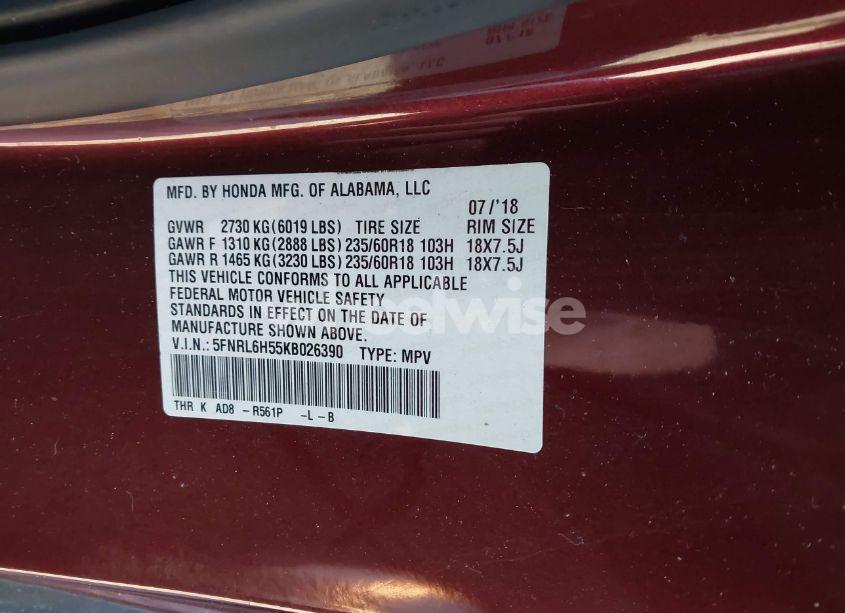 MFD. BY HONDA MFG. OF ALABAMA, LLC
07/'18
GVWR 2730 KG(6019 LBS) TIRE SIZE RIM SIZE
GAWR F 1310 KG(2888 LBS)235/60R18 103H 18X7.5J
GAWR R 1465 KG(3230 LBS)235/60R18 103H 18X7.5J
THIS VEHICLE CONFORMS TO ALL APPLICABLE
FEDERAL MOTOR VEHICLE SAFETY
STANDARDS IN EFFECT ON THE DATE OF
MANUFACTURE SHOWN ABOVE.
V.I.N.: 5FNRL6H55KB026390 TYPE: MPV
THR K AD8 -R561P -L-B